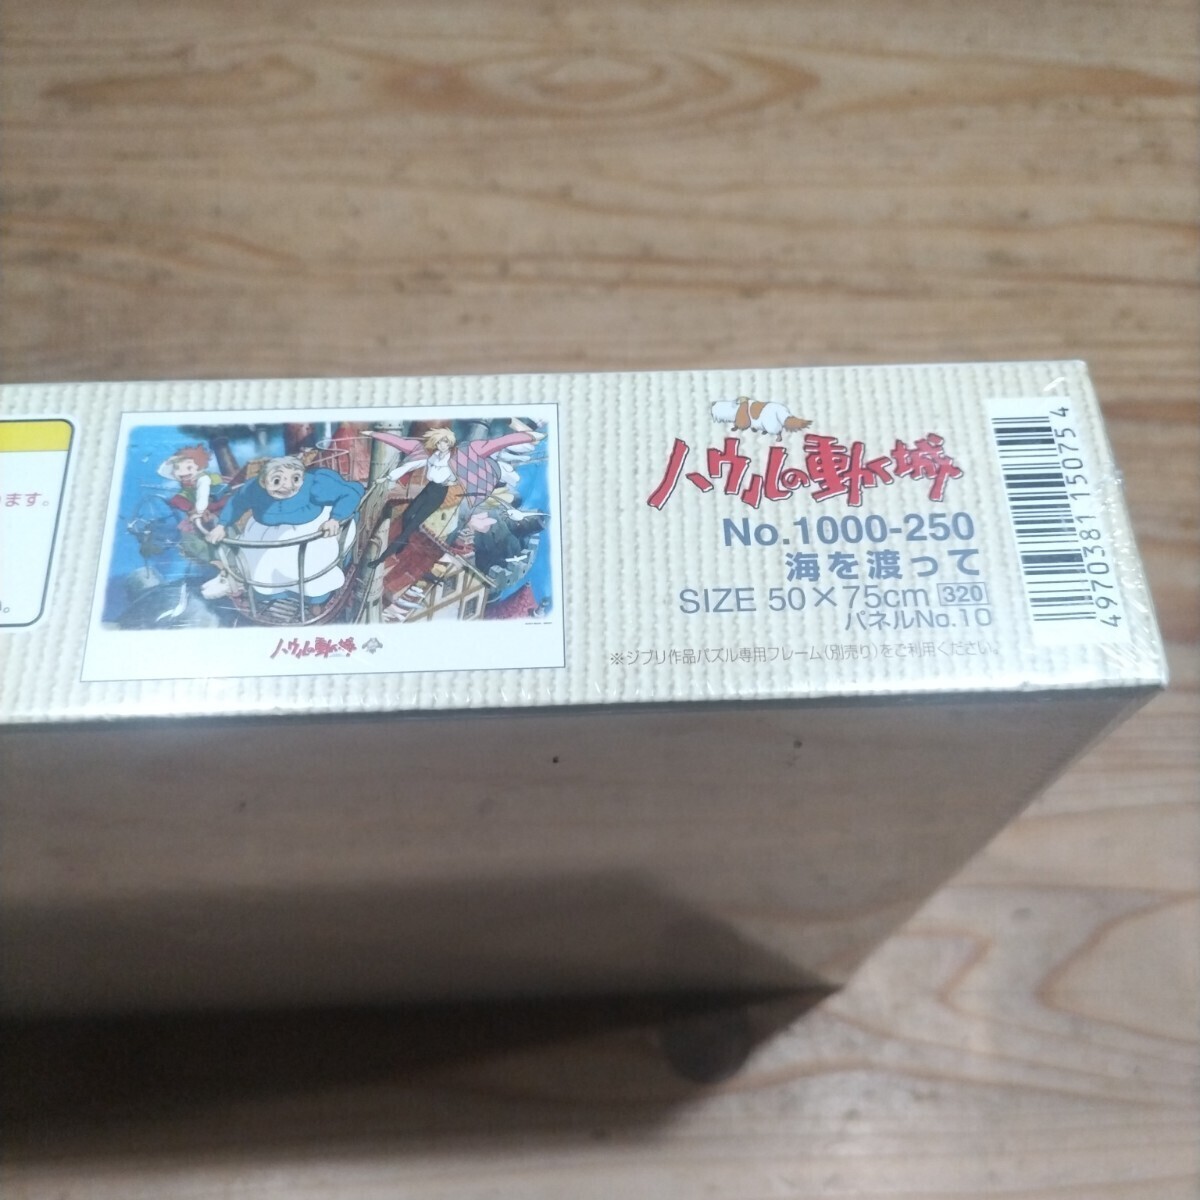 ます。
ん。
ハウルの動く城
ハウルの動く城
No.1000-250
海を渡って
SIZE 50×75cm 320
パネルNo.10
※ジブリ作品パズル専用フレーム(別売り)をご利用ください。
4970381150754